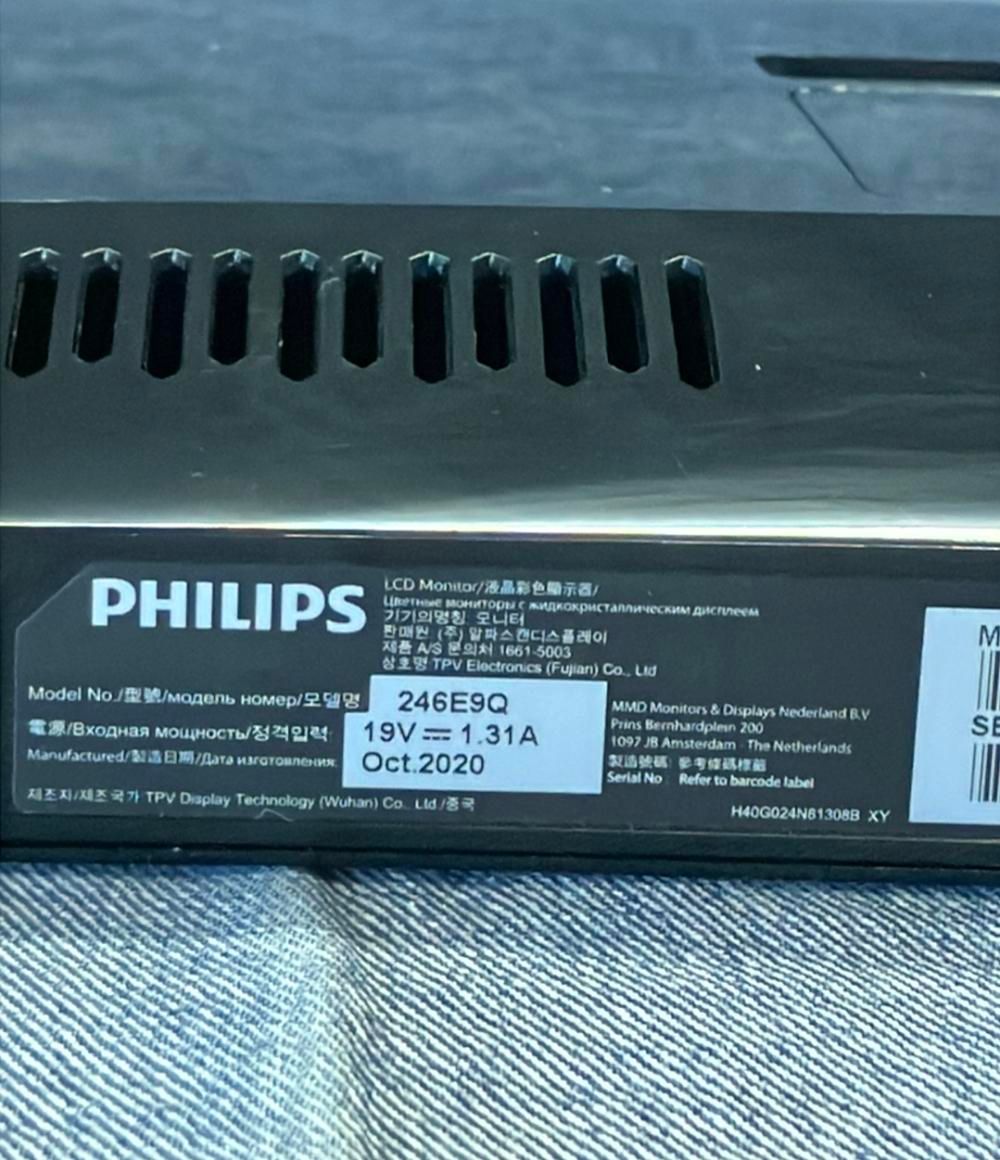 PHILIPS
LCD Monitor/液晶彩色顯示器/
Цветные мониторы с жидкокристаллическим дисплеем
기기의명칭 모니터
판매원 (주) 알파스캔디스플레이
제품 A/S 문의처 1661-5003
상호명 TPV Electronics (Fujian) Co., Ltd
Model No./型號/модель номер/모델명 246E9Q
電源/Входная мощность/정격입력: 19V ⎓ 1.31A
Manufactured/製造日期/Дата изготовления: Oct.2020
제조자/제조국가 TPV Display Technology (Wuhan) Co., Ltd./중국
MMD Monitors & Displays Nederland B.V
Prins Bernhardplein 200
1097 JB Amsterdam - The Netherlands
製造號碼: 參考條碼標籤
Serial No Refer to barcode label
H40G024N81308B XY
M
SE